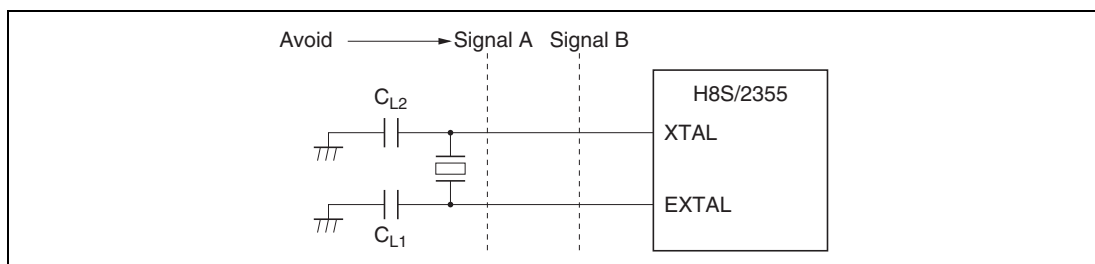 Avoid Signal A Signal B
H8S/2355
CL2
XTAL
EXTAL
CL1